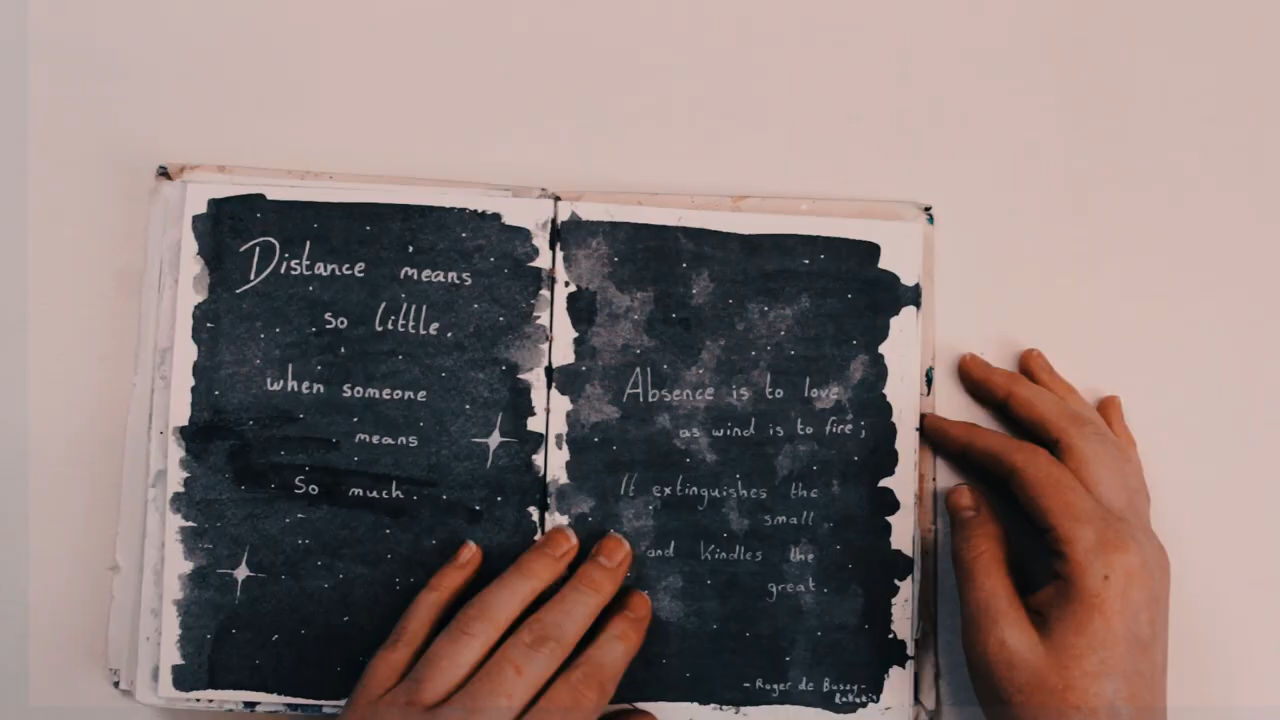 Distance means
so little.
when someone
means
So much.
Absence is to love
as wind is to fire;
It extinguishes the
small.
and kindles the
great.
- Roger de Bussy-